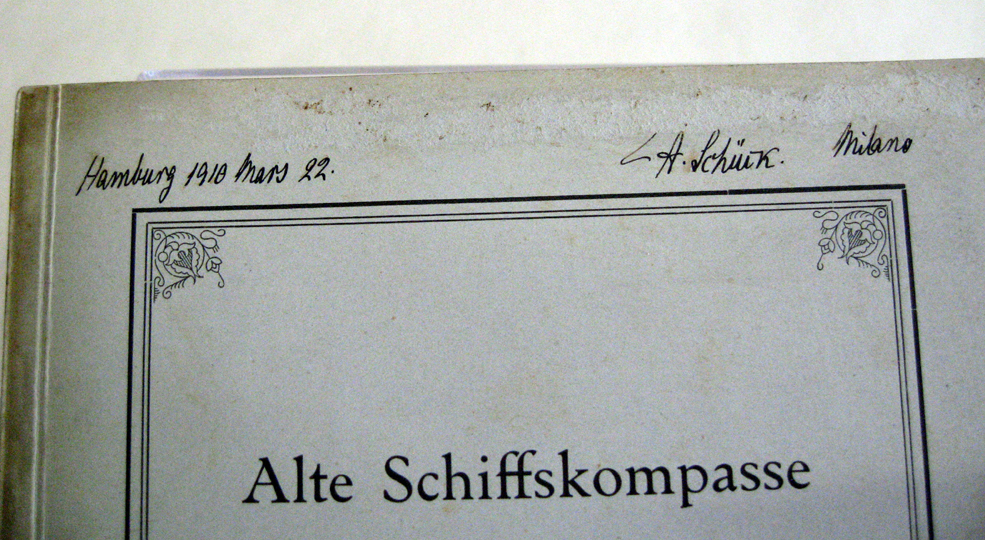 Hamburg 1910 Mars 22. A. Schück. Milano
Alte Schiffskompasse